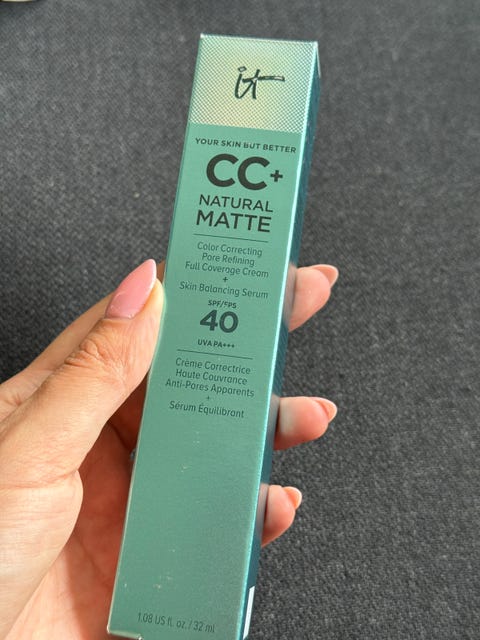 it
YOUR SKIN BUT BETTER
CC+
NATURAL
MATTE
Color Correcting
Pore Refining
Full Coverage Cream
+
Skin Balancing Serum
SPF/FPS
40
UVA PA+++
Crème Correctrice
Haute Couvrance
Anti-Pores Apparents
+
Sérum Équilibrant
1.08 US fl. oz. / 32 ml